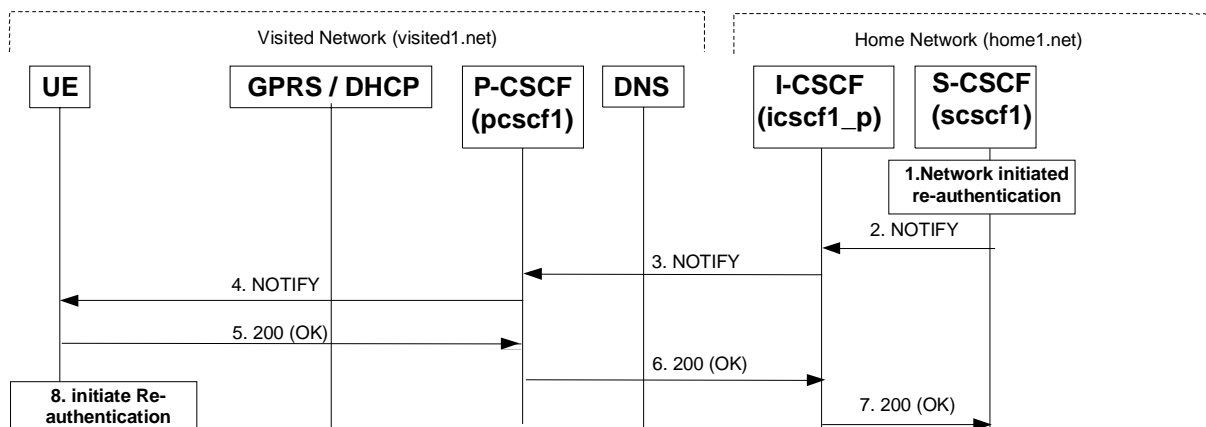 Visited Network (visited1.net)
Home Network (home1.net)
UE
GPRS / DHCP
P-CSCF
(pcscf1)
DNS
I-CSCF
(icscf1_p)
S-CSCF
(scscf1)
1.Network initiated
re-authentication
2. NOTIFY
3. NOTIFY
4. NOTIFY
5. 200 (OK)
6. 200 (OK)
7. 200 (OK)
8. initiate Re-
authentication